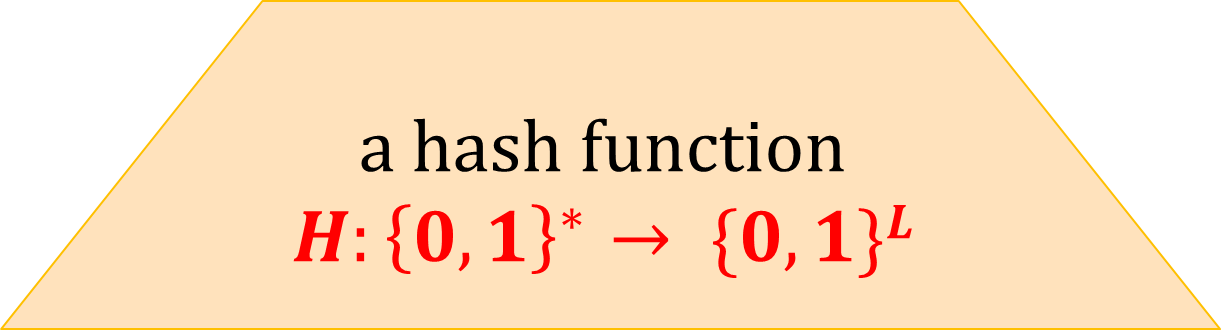 a hash function
H: {0, 1}* → {0, 1}^L